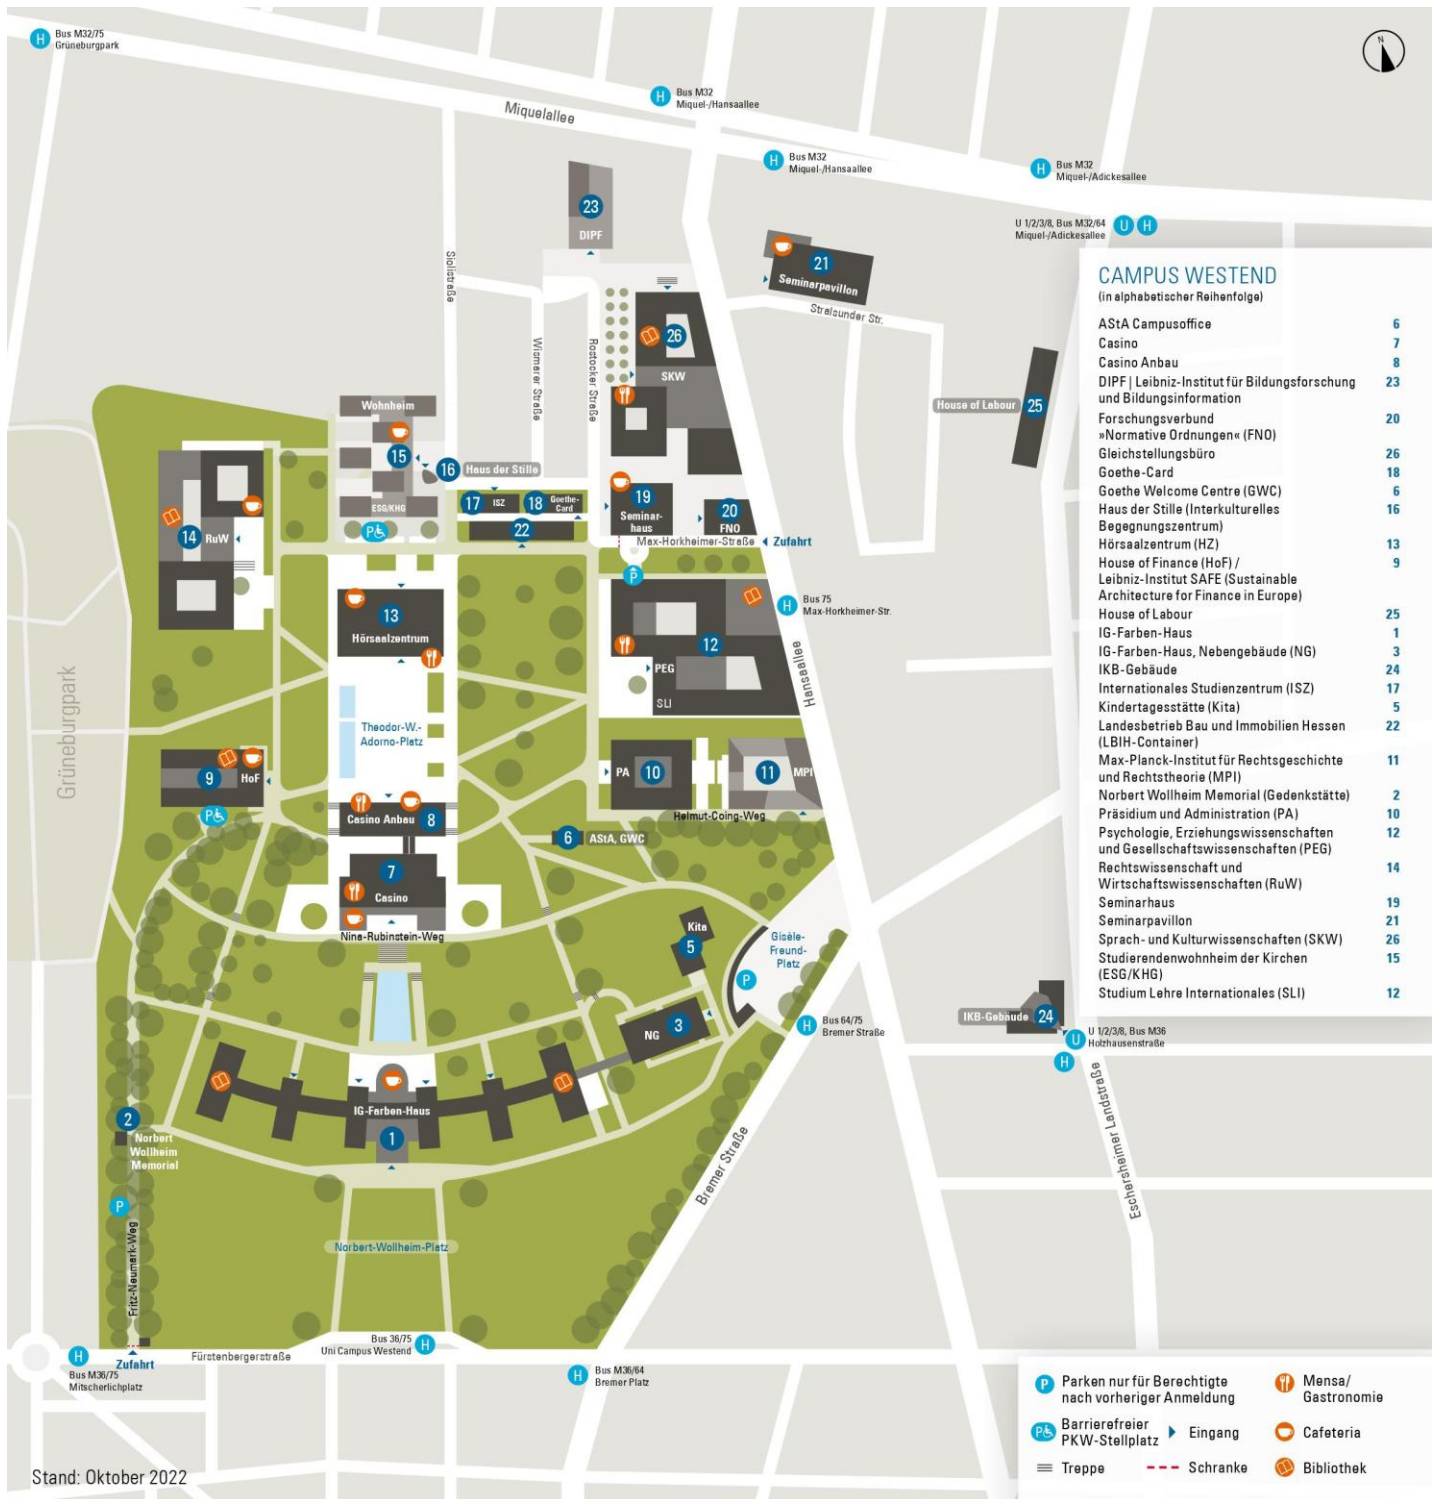 Bus M32/75
Grüneburgpark
N
Bus M32
Miquel-/Hansaallee
Miquelallee
Bus M32
Miquel-/Hansaallee
Bus M32
Miquel-/Adickesallee
U 1/2/3/8, Bus M32/64
Miquel-/Adickesallee
U
H
H
H
H
H
23
DIPF
Siolistraße
21
Seminarpavillon
Stralsunder Str.
Wismarer Straße
Rostocker Straße
26
SKW
House of Labour
25
Wohnheim
15
16
Haus der Stille
ESG/KHG
14
RuW
17
ISZ
18
Goethe-
Card
22
19
Seminar-
haus
20
FNO
Max-Horkheimer-Straße
Zufahrt
P
P
13
Hörsaalzentrum
H
Bus 75
Max-Horkheimer-Str.
12
PEG
SLI
Hansaallee
Grüneburgpark
Theodor-W.-
Adorno-Platz
9
HoF
P
PA
10
11
MPI
Helmut-Coing-Weg
Casino Anbau
8
6
AStA, GWC
7
Casino
Nina-Rubinstein-Weg
Kita
5
Gisèle-
Freund-
Platz
P
3
NG
H
Bus 64/75
Bremer Straße
IKB-Gebäude
24
U 1/2/3/8, Bus M36
Holzhausenstraße
U
H
IG-Farben-Haus
1
2
Norbert
Wollheim
Memorial
P
Fritz-Neumark-Weg
Norbert-Wollheim-Platz
Bremer Straße
Eschersheimer Landstraße
Bus 36/75
Uni Campus Westend
H
Zufahrt
Fürstenbergerstraße
H
Bus M36/75
Mitscherlichplatz
H
Bus M36/64
Bremer Platz
Stand: Oktober 2022
CAMPUS WESTEND
(in alphabetischer Reihenfolge)
AStA Campusoffice 6
Casino 7
Casino Anbau 8
DIPF | Leibniz-Institut für Bildungsforschung 23
und Bildungsinformation
Forschungsverbund 20
»Normative Ordnungen« (FNO)
Gleichstellungsbüro 26
Goethe-Card 18
Goethe Welcome Centre (GWC) 6
Haus der Stille (Interkulturelles 16
Begegnungszentrum)
Hörsaalzentrum (HZ) 13
House of Finance (HoF) / 9
Leibniz-Institut SAFE (Sustainable
Architecture for Finance in Europe)
House of Labour 25
IG-Farben-Haus 1
IG-Farben-Haus, Nebengebäude (NG) 3
IKB-Gebäude 24
Internationales Studienzentrum (ISZ) 17
Kindertagesstätte (Kita) 5
Landesbetrieb Bau und Immobilien Hessen 22
(LBIH-Container)
Max-Planck-Institut für Rechtsgeschichte 11
und Rechtstheorie (MPI)
Norbert Wollheim Memorial (Gedenkstätte) 2
Präsidium und Administration (PA) 10
Psychologie, Erziehungswissenschaften 12
und Gesellschaftswissenschaften (PEG)
Rechtswissenschaft und 14
Wirtschaftswissenschaften (RuW)
Seminarhaus 19
Seminarpavillon 21
Sprach- und Kulturwissenschaften (SKW) 26
Studierendenwohnheim der Kirchen 15
(ESG/KHG)
Studium Lehre Internationales (SLI) 12
P Parken nur für Berechtigte
nach vorheriger Anmeldung
Mensa/
Gastronomie
P Barrierefreier
PKW-Stellplatz
Eingang
Cafeteria
Treppe
Schranke
Bibliothek